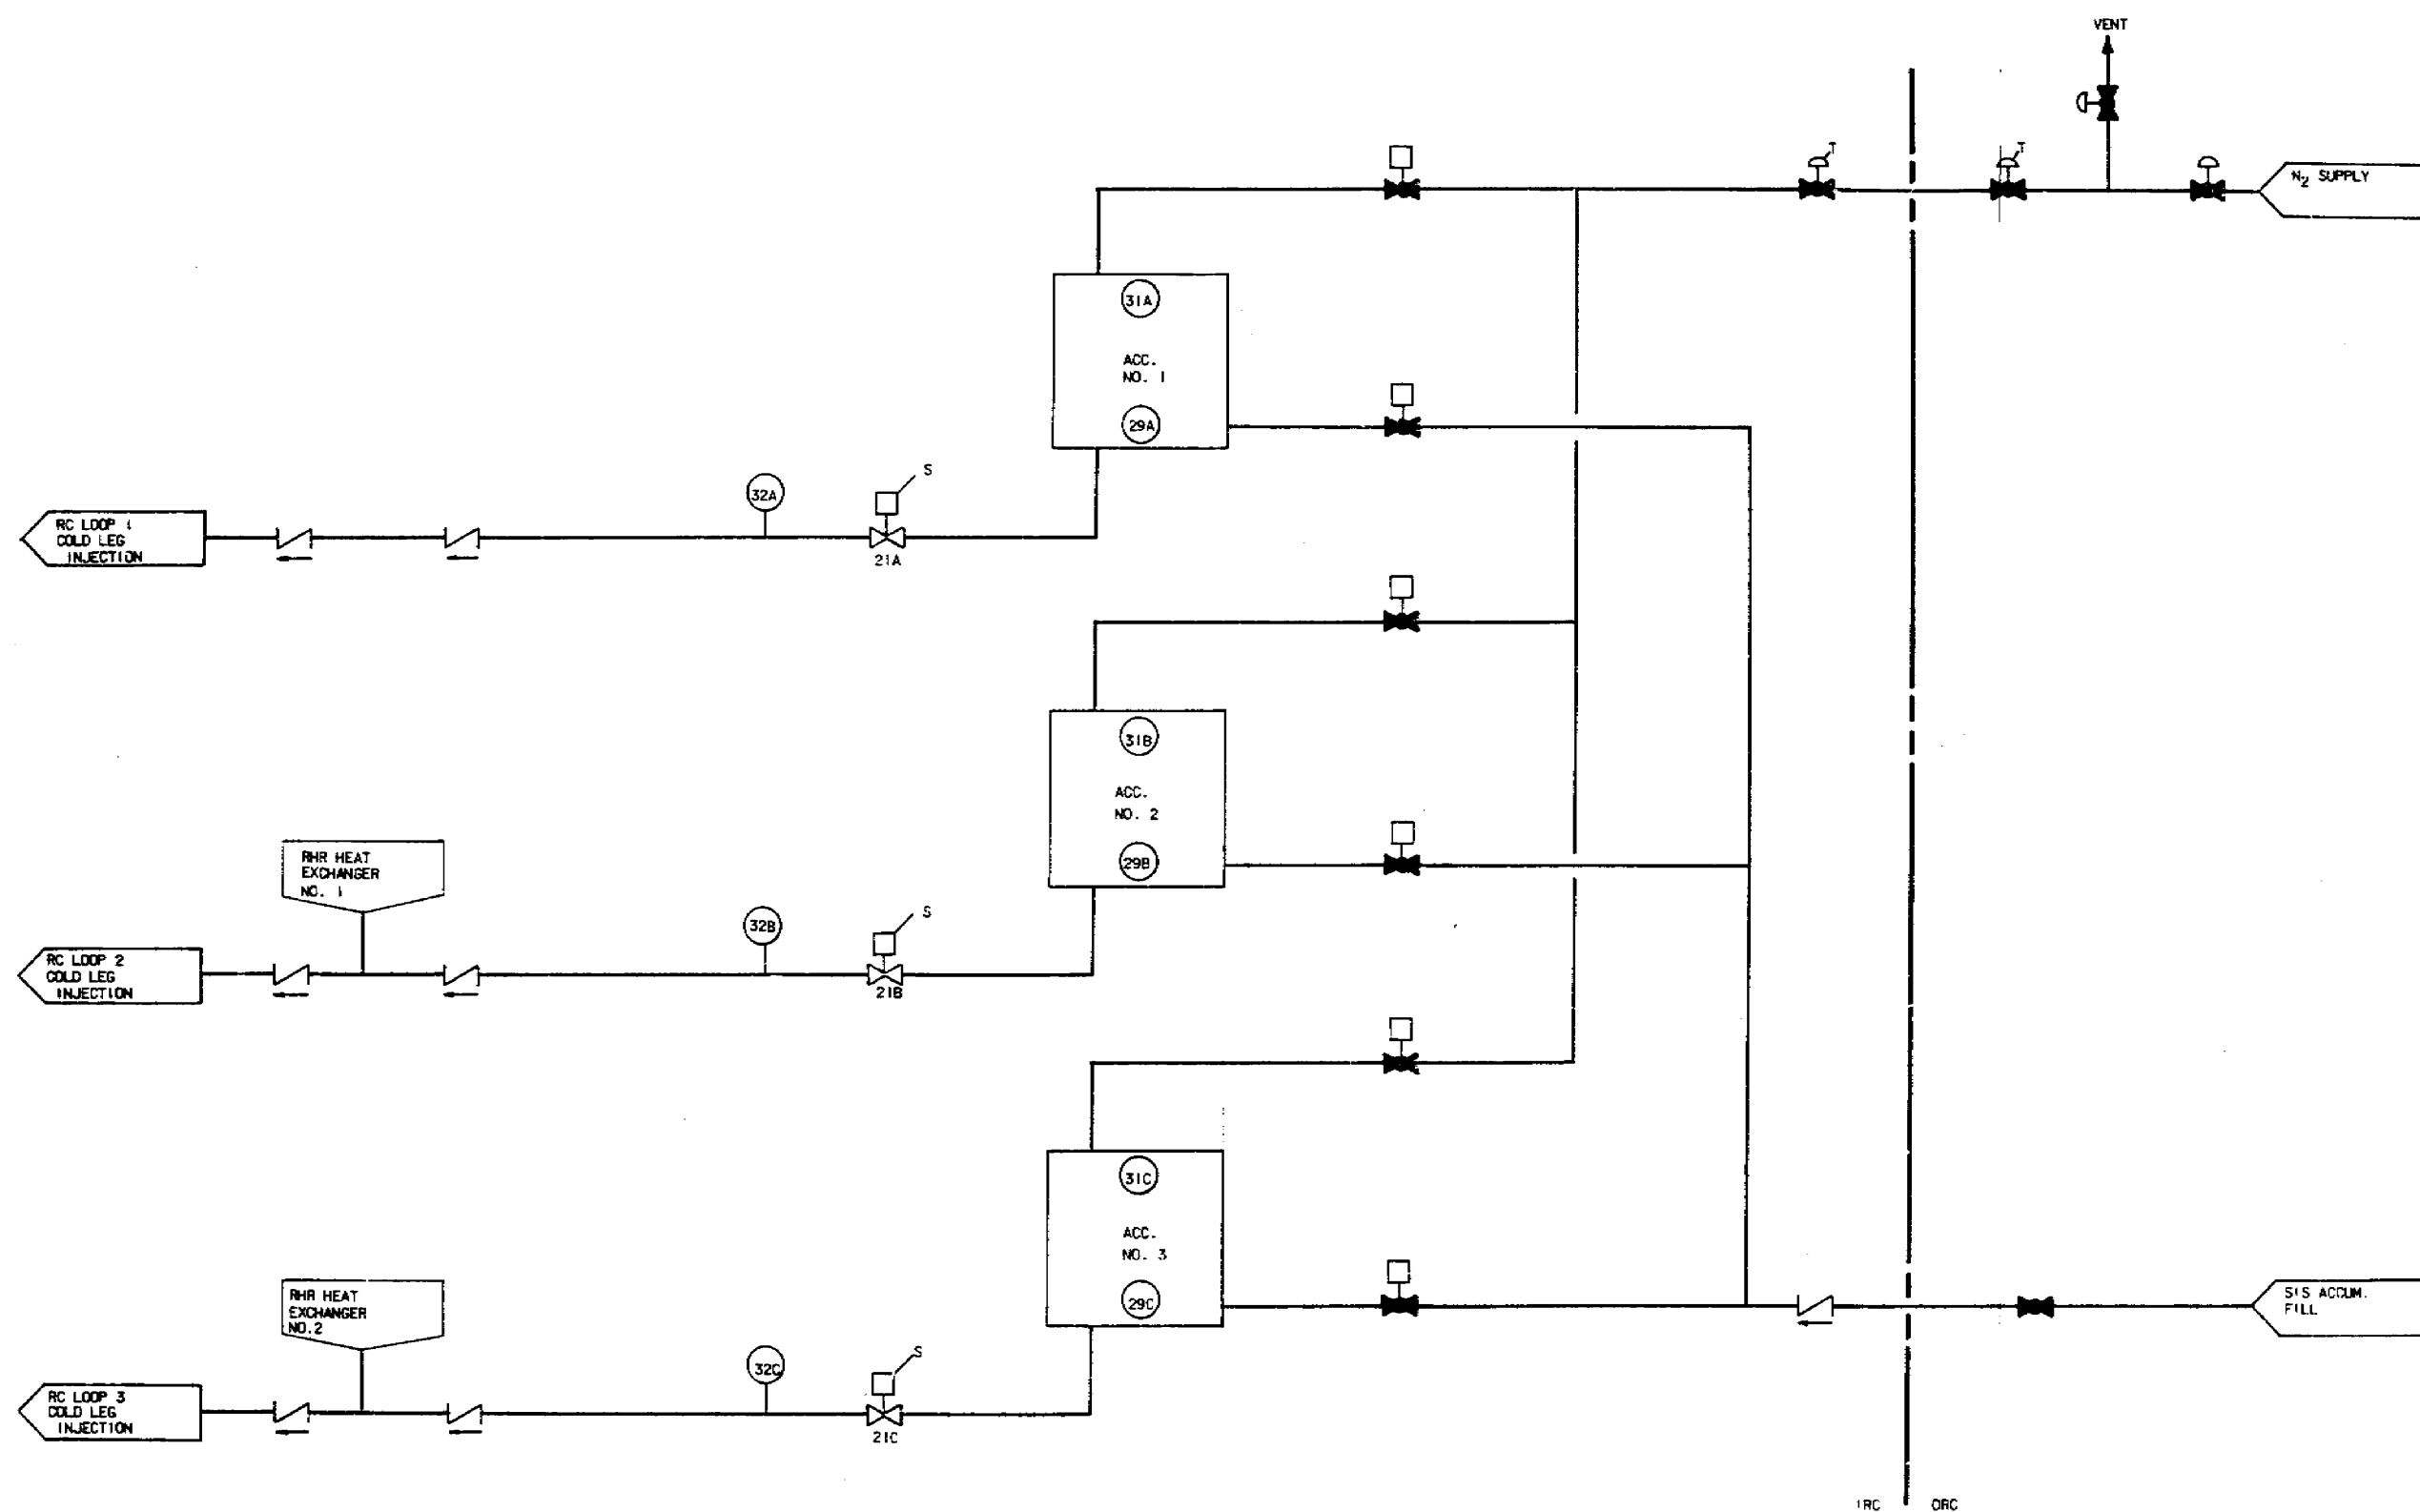 VENT
T
T
N2 SUPPLY
31A
ACC.
NO. 1
29A
S
32A
21A
RC LOOP 1
COLD LEG
INJECTION
31B
ACC.
NO. 2
29B
RHR HEAT
EXCHANGER
NO. 1
S
32B
21B
RC LOOP 2
COLD LEG
INJECTION
31C
ACC.
NO. 3
29C
SIS ACCUM.
FILL
RHR HEAT
EXCHANGER
NO.2
S
32C
21C
RC LOOP 3
COLD LEG
INJECTION
IRC
ORC